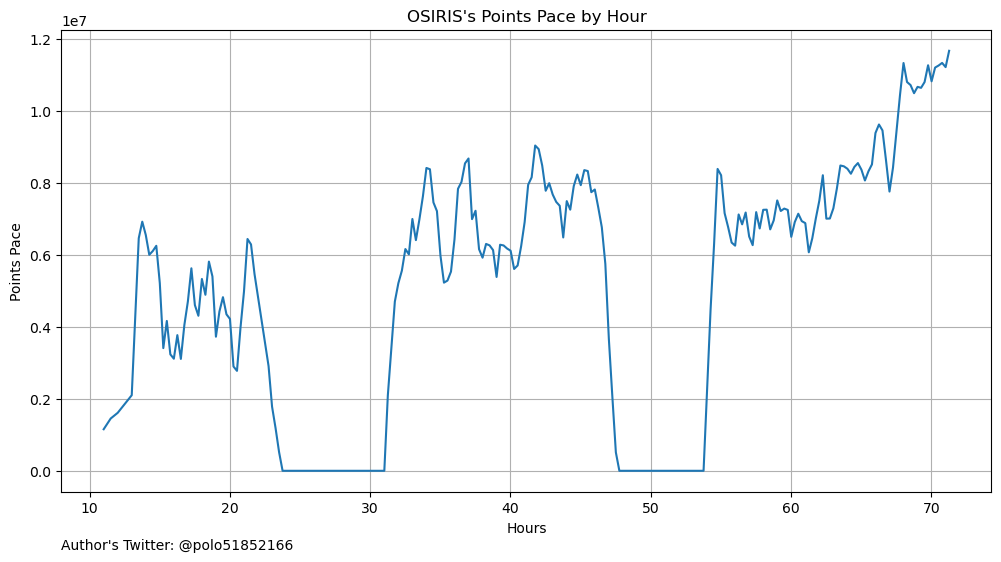 OSIRIS's Points Pace by Hour
1e7
1.2
1.0
0.8
0.6
0.4
0.2
0.0
Points Pace
10 20 30 40 50 60 70
Hours
Author's Twitter: @polo51852166